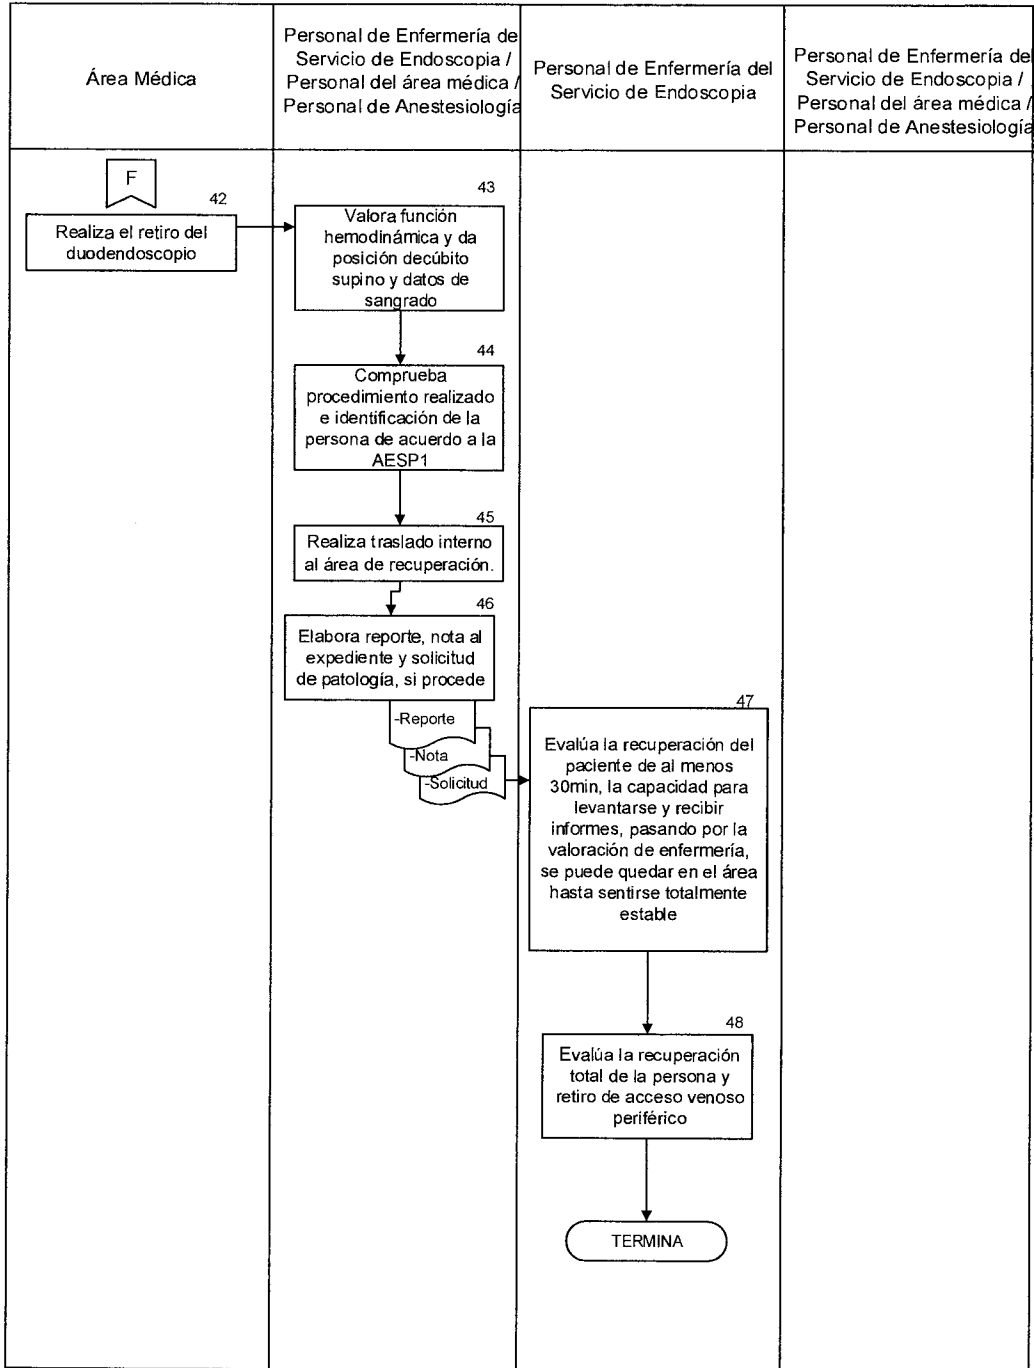 Área Médica
Personal de Enfermería de
Servicio de Endoscopia /
Personal del área médica /
Personal de Anestesiología
Personal de Enfermería del
Servicio de Endoscopia
Personal de Enfermería del
Servicio de Endoscopia /
Personal del área médica /
Personal de Anestesiología
F
42
Realiza el retiro del
duodendoscopio
43
Valora función
hemodinámica y da
posición decúbito
supino y datos de
sangrado
44
Comprueba
procedimiento realizado
e identificación de la
persona de acuerdo a la
AESP1
45
Realiza traslado interno
al área de recuperación.
46
Elabora reporte, nota al
expediente y solicitud
de patología, si procede
-Reporte
-Nota
-Solicitud
47
Evalúa la recuperación del
paciente de al menos
30min, la capacidad para
levantarse y recibir
informes, pasando por la
valoración de enfermería,
se puede quedar en el área
hasta sentirse totalmente
estable
48
Evalúa la recuperación
total de la persona y
retiro de acceso venoso
periférico
TERMINA